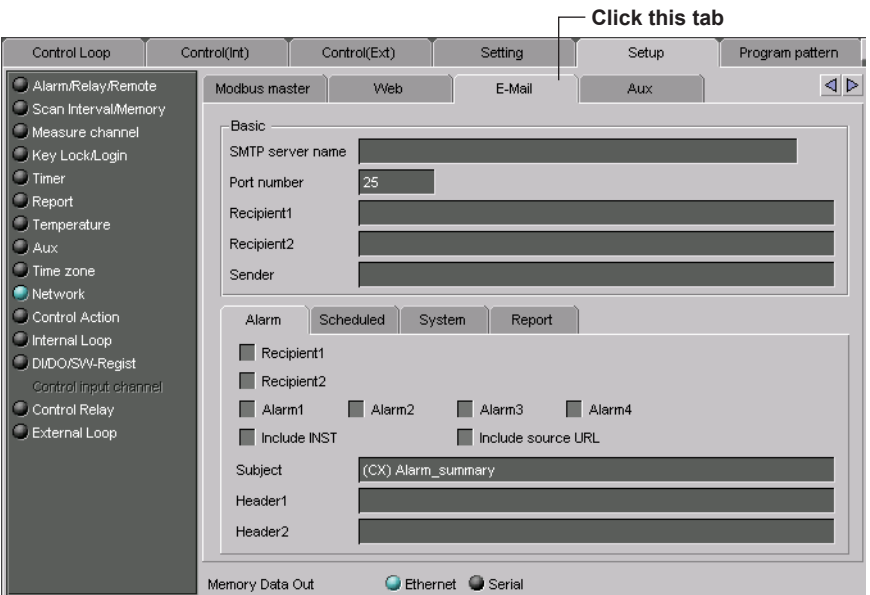 Click this tab
Control Loop Control(Int) Control(Ext) Setting Setup Program pattern
Alarm/Relay/Remote
Scan Interval/Memory
Measure channel
Key Lock/Login
Timer
Report
Temperature
Aux
Time zone
Network
Control Action
Internal Loop
DI/DO/SW-Regist
Control input channel
Control Relay
External Loop
Modbus master Web E-Mail Aux
Basic
SMTP server name
Port number 25
Recipient1
Recipient2
Sender
Alarm Scheduled System Report
Recipient1
Recipient2
Alarm1 Alarm2 Alarm3 Alarm4
Include INST Include source URL
Subject (CX) Alarm_summary
Header1
Header2
Memory Data Out Ethernet Serial